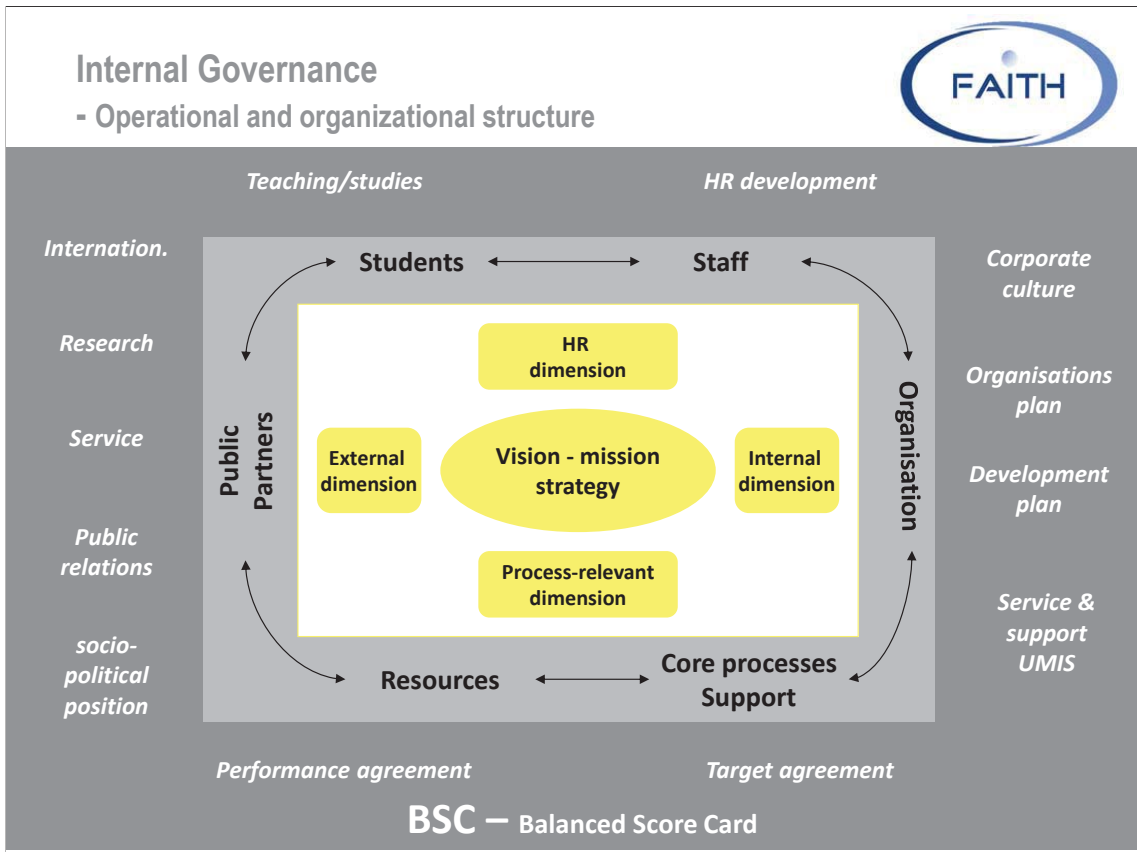 Internal Governance
- Operational and organizational structure
FAITH
Teaching/studies
HR development
Internation.
Research
Service
Public
relations
socio-
political
position
Students
Staff
Public
Partners
Organisation
Resources
Core processes
Support
HR
dimension
External
dimension
Vision - mission
strategy
Internal
dimension
Process-relevant
dimension
Corporate
culture
Organisations
plan
Development
plan
Service &
support
UMIS
Performance agreement
Target agreement
BSC – Balanced Score Card